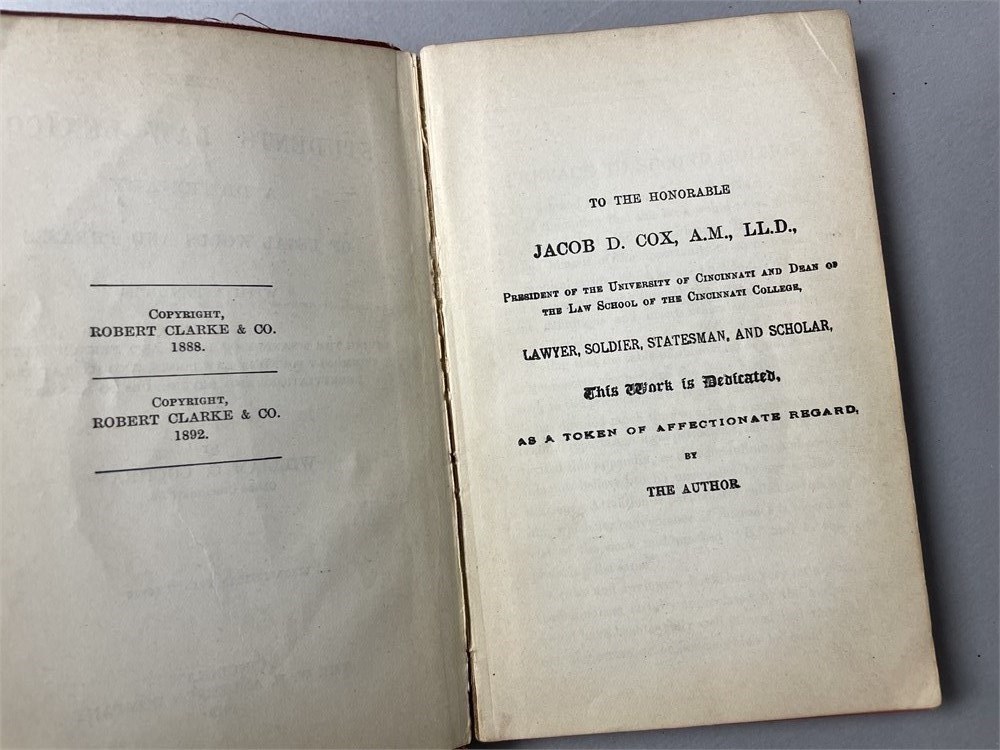 COPYRIGHT,
ROBERT CLARKE & CO.
1888.
COPYRIGHT,
ROBERT CLARKE & CO.
1892.
TO THE HONORABLE
JACOB D. COX, A.M., LL.D.,
PRESIDENT OF THE UNIVERSITY OF CINCINNATI AND DEAN OF
THE LAW SCHOOL OF THE CINCINNATI COLLEGE,
LAWYER, SOLDIER, STATESMAN, AND SCHOLAR,
This Work is Dedicated,
AS A TOKEN OF AFFECTIONATE REGARD,
BY
THE AUTHOR